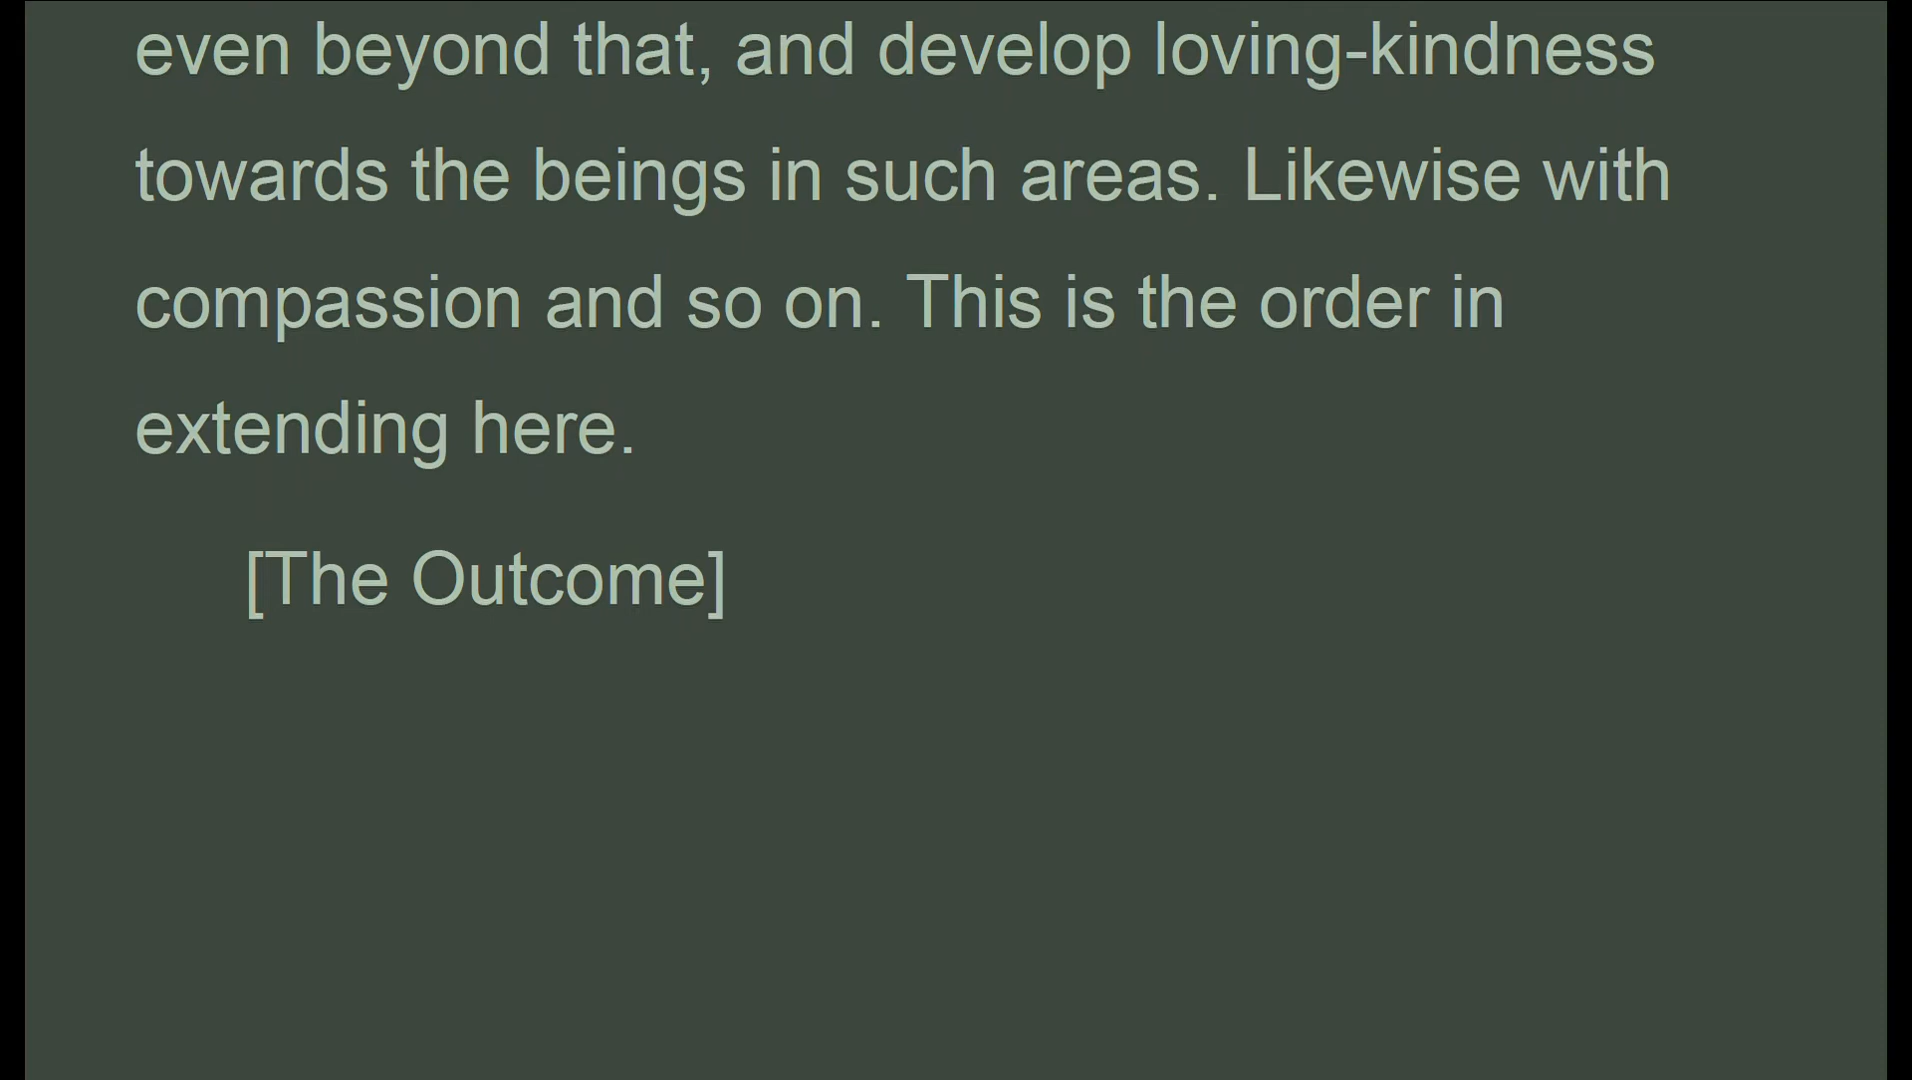 even beyond that, and develop loving-kindness
towards the beings in such areas. Likewise with
compassion and so on. This is the order in
extending here.
[The Outcome]